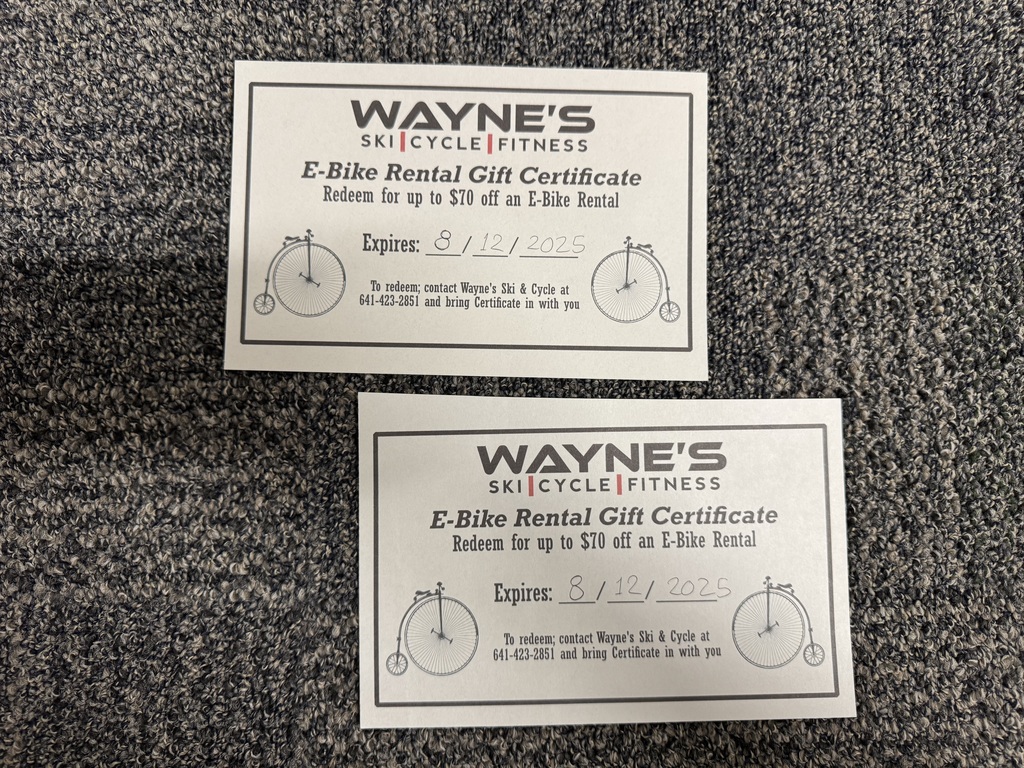 WAYNE'S
SKI|CYCLE|FITNESS
E-Bike Rental Gift Certificate
Redeem for up to $70 off an E-Bike Rental
Expires: 8/12/2025
To redeem; contact Wayne's Ski & Cycle at
641-423-2851 and bring Certificate in with you
WAYNE'S
SKI|CYCLE|FITNESS
E-Bike Rental Gift Certificate
Redeem for up to $70 off an E-Bike Rental
Expires: 8/12/2025
To redeem; contact Wayne's Ski & Cycle at
641-423-2851 and bring Certificate in with you